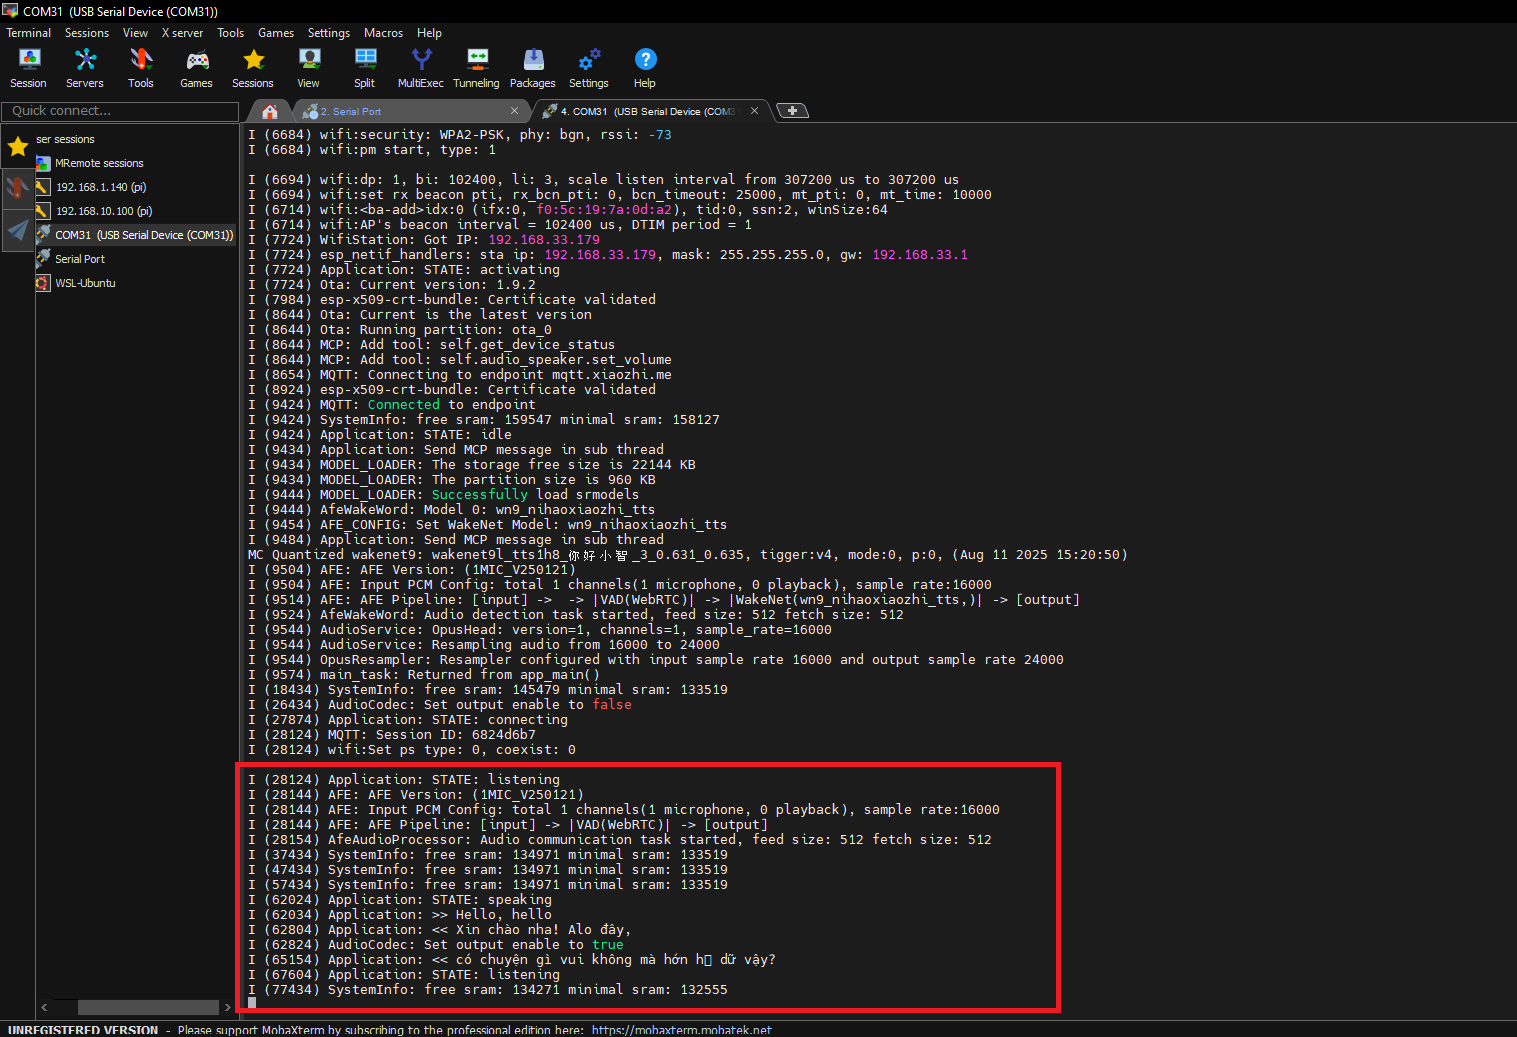 COM31  (USB Serial Device (COM31))
Terminal Sessions View X server Tools Games Settings Macros Help
Session Servers Tools Games Sessions View Split MultiExec Tunneling Packages Settings Help
Quick connect...
2. Serial Port
4. COM31  (USB Serial Device (COM3
ser sessions
MRemote sessions
192.168.1.140 (pi)
192.168.10.100 (pi)
COM31  (USB Serial Device (COM31))
Serial Port
WSL-Ubuntu
I (6684) wifi:security: WPA2-PSK, phy: bgn, rssi: -73
I (6684) wifi:pm start, type: 1
I (6694) wifi:dp: 1, bi: 102400, li: 3, scale listen interval from 307200 us to 307200 us
I (6694) wifi:set rx beacon pti, rx_bcn_pti: 0, bcn_timeout: 25000, mt_pti: 0, mt_time: 10000
I (6714) wifi:<ba-add>idx:0 (ifx:0, f0:5c:19:7a:0d:a2), tid:0, ssn:2, winSize:64
I (6714) wifi:AP's beacon interval = 102400 us, DTIM period = 1
I (7724) WifiStation: Got IP: 192.168.33.179
I (7724) esp_netif_handlers: sta ip: 192.168.33.179, mask: 255.255.255.0, gw: 192.168.33.1
I (7724) Application: STATE: activating
I (7724) Ota: Current version: 1.9.2
I (7984) esp-x509-crt-bundle: Certificate validated
I (8644) Ota: Current is the latest version
I (8644) Ota: Running partition: ota_0
I (8644) MCP: Add tool: self.get_device_status
I (8644) MCP: Add tool: self.audio_speaker.set_volume
I (8654) MQTT: Connecting to endpoint mqtt.xiaozhi.me
I (8924) esp-x509-crt-bundle: Certificate validated
I (9424) MQTT: Connected to endpoint
I (9424) SystemInfo: free sram: 159547 minimal sram: 158127
I (9424) Application: STATE: idle
I (9434) Application: Send MCP message in sub thread
I (9434) MODEL_LOADER: The storage free size is 22144 KB
I (9434) MODEL_LOADER: The partition size is 960 KB
I (9444) MODEL_LOADER: Successfully load srmodels
I (9444) AfeWakeWord: Model 0: wn9_nihaoxiaozhi_tts
I (9454) AFE_CONFIG: Set WakeNet Model: wn9_nihaoxiaozhi_tts
I (9484) Application: Send MCP message in sub thread
MC Quantized wakenet9: wakenet9l_tts1h8_你好小智_3_0.631_0.635, tigger:v4, mode:0, p:0, (Aug 11 2025 15:20:50)
I (9504) AFE: AFE Version: (1MIC_V250121)
I (9504) AFE: Input PCM Config: total 1 channels(1 microphone, 0 playback), sample rate:16000
I (9514) AFE: AFE Pipeline: [input] ->  -> |VAD(WebRTC)| -> |WakeNet(wn9_nihaoxiaozhi_tts,)| -> [output]
I (9524) AfeWakeWord: Audio detection task started, feed size: 512 fetch size: 512
I (9544) AudioService: OpusHead: version=1, channels=1, sample_rate=16000
I (9544) AudioService: Resampling audio from 16000 to 24000
I (9544) OpusResampler: Resampler configured with input sample rate 16000 and output sample rate 24000
I (9574) main_task: Returned from app_main()
I (18434) SystemInfo: free sram: 145479 minimal sram: 133519
I (26434) AudioCodec: Set output enable to false
I (27874) Application: STATE: connecting
I (28124) MQTT: Session ID: 6824d6b7
I (28124) wifi:Set ps type: 0, coexist: 0
I (28124) Application: STATE: listening
I (28144) AFE: AFE Version: (1MIC_V250121)
I (28144) AFE: Input PCM Config: total 1 channels(1 microphone, 0 playback), sample rate:16000
I (28144) AFE: AFE Pipeline: [input] -> |VAD(WebRTC)| -> [output]
I (28154) AfeAudioProcessor: Audio communication task started, feed size: 512 fetch size: 512
I (37434) SystemInfo: free sram: 134971 minimal sram: 133519
I (47434) SystemInfo: free sram: 134971 minimal sram: 133519
I (57434) SystemInfo: free sram: 134971 minimal sram: 133519
I (62024) Application: STATE: speaking
I (62034) Application: >> Hello, hello
I (62804) Application: << Xin chào nha! Alo đây,
I (62824) AudioCodec: Set output enable to true
I (65154) Application: << có chuyện gì vui không mà hớn h▯ dữ vậy?
I (67604) Application: STATE: listening
I (77434) SystemInfo: free sram: 134271 minimal sram: 132555
UNREGISTERED VERSION  -  Please support MobaXterm by subscribing to the professional edition here:  https://mobaxterm.mobatek.net